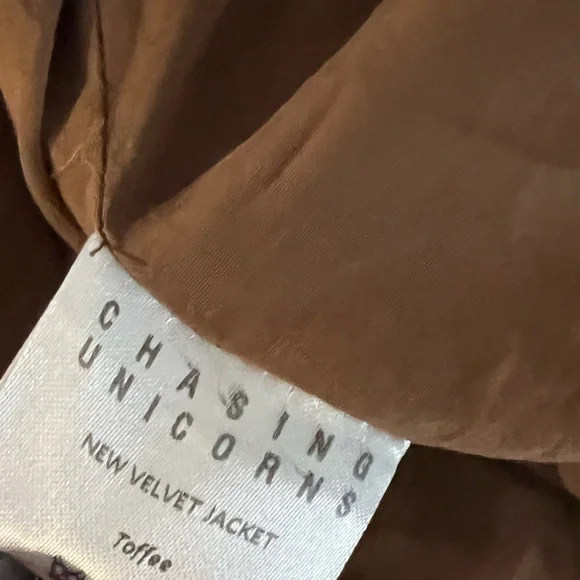 CHASING
UNICORNS
NEW VELVET JACKET
Toffee